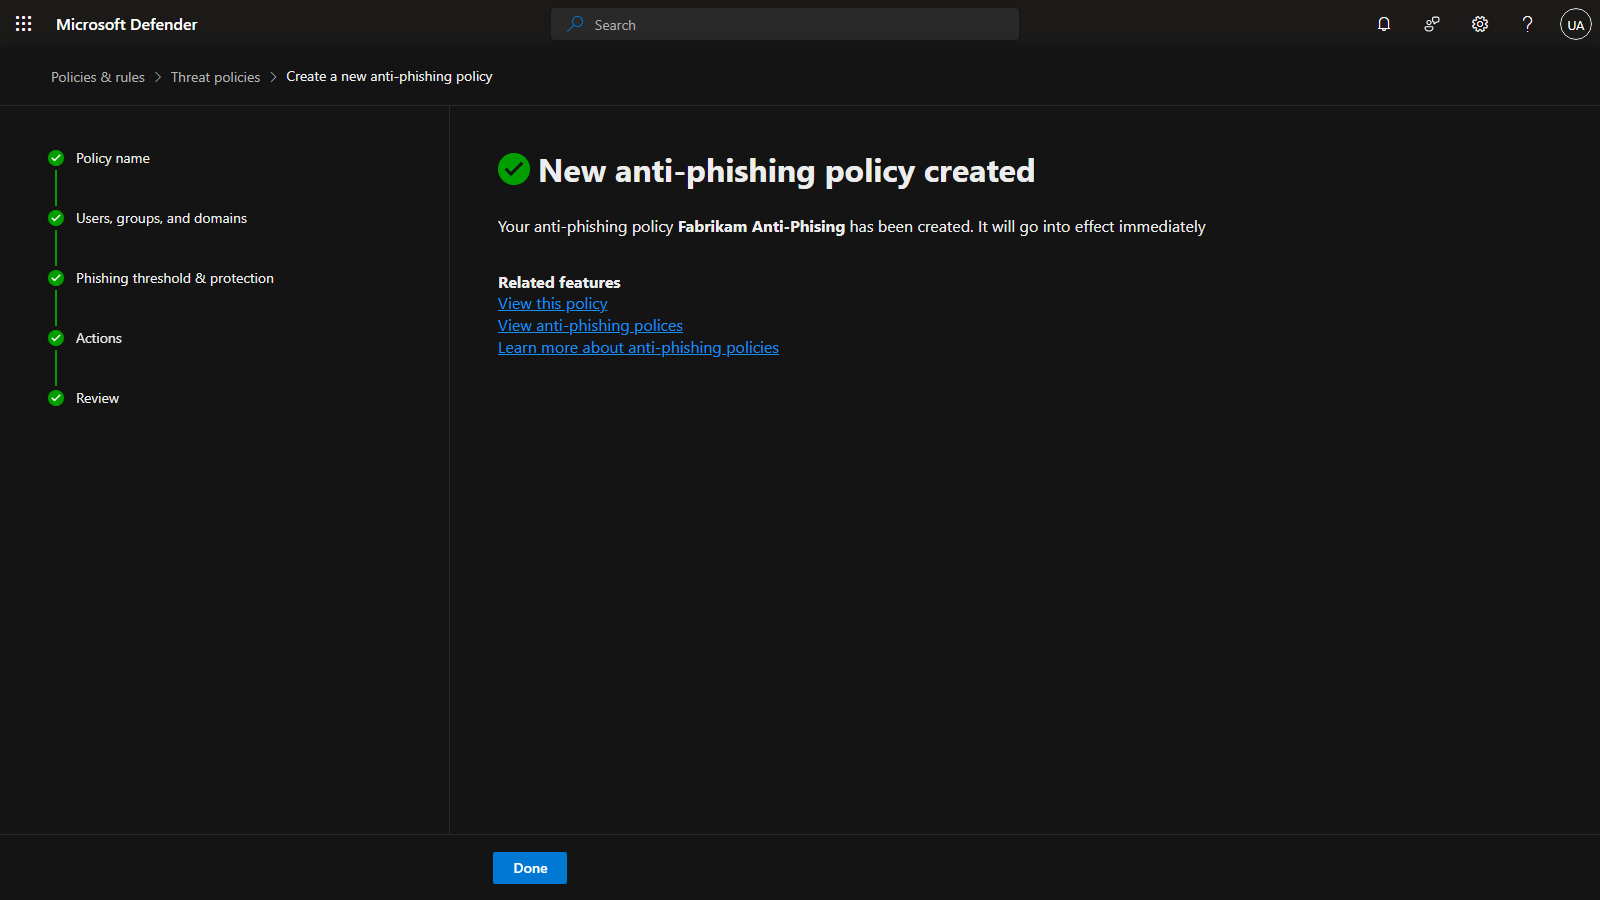 Microsoft Defender
Search
UA
Policies & rules
Threat policies
Create a new anti-phishing policy
Policy name
Users, groups, and domains
Phishing threshold & protection
Actions
Review
New anti-phishing policy created
Your anti-phishing policy Fabrikam Anti-Phising has been created. It will go into effect immediately
Related features
View this policy
View anti-phishing polices
Learn more about anti-phishing policies
Done